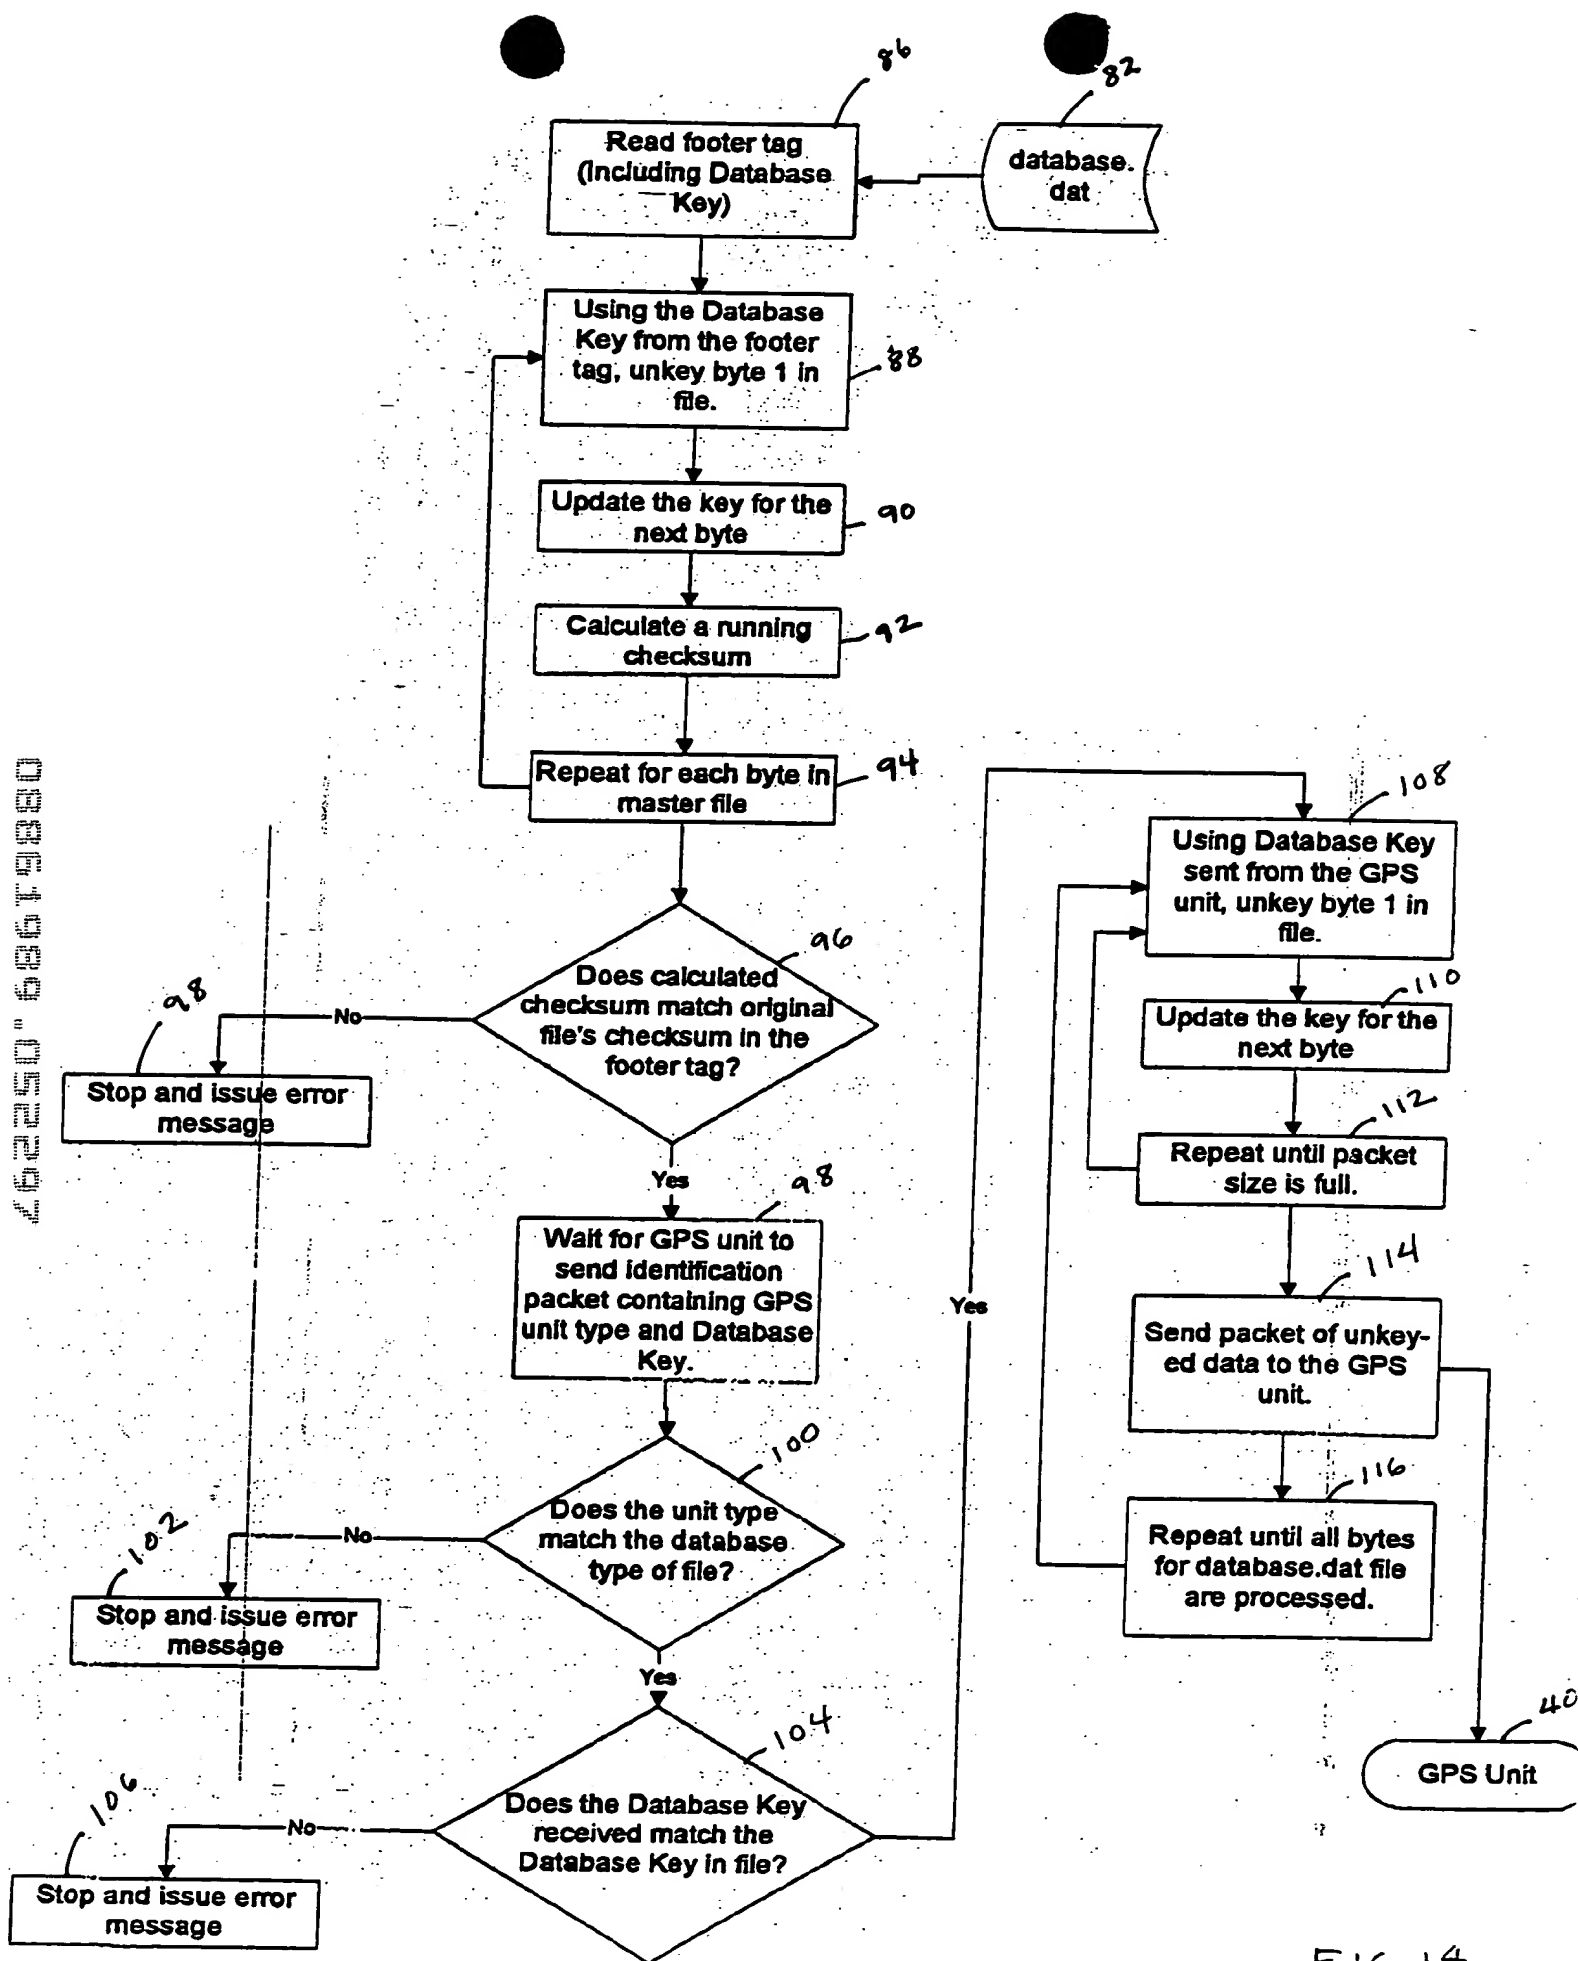 86
82
Read footer tag
(Including Database
Key)
database.
dat
Using the Database
Key from the footer
tag, unkey byte 1 in
file.
88
Update the key for the
next byte
90
Calculate a running
checksum
92
Repeat for each byte in
master file
94
Does calculated
checksum match original
file's checksum in the
footer tag?
96
No
98
Stop and issue error
message
Yes
98
Wait for GPS unit to
send identification
packet containing GPS
unit type and Database
Key.
100
Does the unit type
match the database
type of file?
No
102
Stop and issue error
message
Yes
104
Does the Database Key
received match the
Database Key in file?
No
106
Stop and issue error
message
Yes
108
Using Database Key
sent from the GPS
unit, unkey byte 1 in
file.
110
Update the key for the
next byte
112
Repeat until packet
size is full.
114
Send packet of unkey-
ed data to the GPS
unit.
116
Repeat until all bytes
for database.dat file
are processed.
40
GPS Unit
08861989.052297